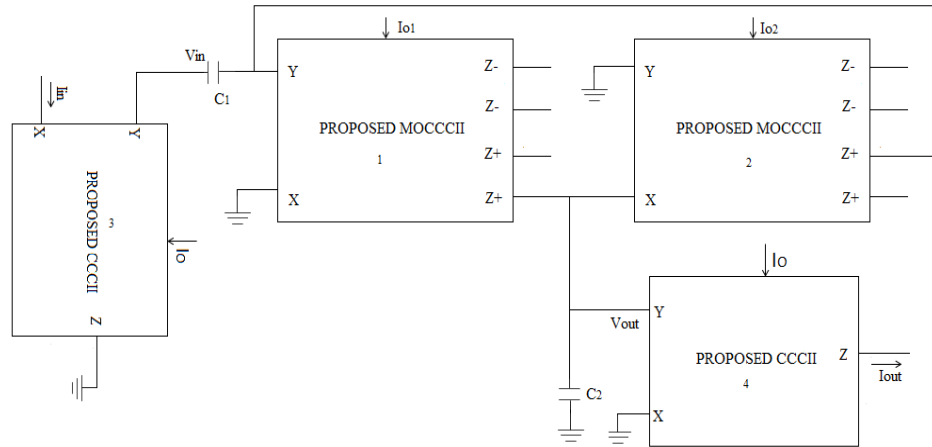 Io1
Io2
Vin
C1
Iin
X
Y
PROPOSED CCCII
3
Z
IO
Y
Z-
Z-
PROPOSED MOCCCII
1
Z+
X
Z+
Y
Z-
Z-
PROPOSED MOCCCII
2
Z+
X
Z+
IO
Y
Vout
PROPOSED CCCII
4
Z
Iout
X
C2